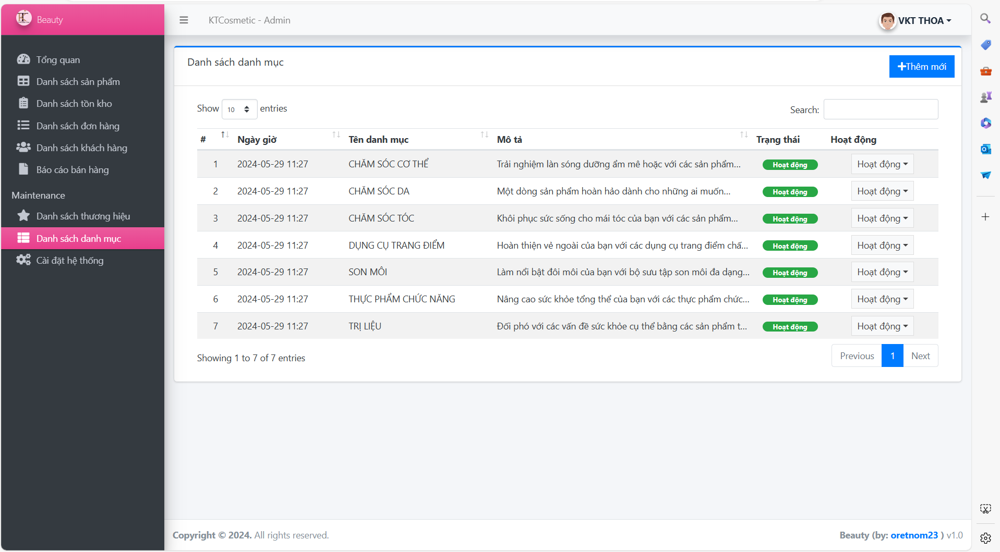 Beauty
KTCosmetic - Admin
VKT THOA
Tổng quan
Danh sách sản phẩm
Danh sách tồn kho
Danh sách đơn hàng
Danh sách khách hàng
Báo cáo bán hàng
Maintenance
Danh sách thương hiệu
Danh sách danh mục
Cài đặt hệ thống
Danh sách danh mục
Thêm mới
Show 10 entries
Search:
# Ngày giờ Tên danh mục Mô tả Trạng thái Hoạt động
1 2024-05-29 11:27 CHĂM SÓC CƠ THỂ Trải nghiệm làn sóng dưỡng ẩm mê hoặc với các sản phẩm... Hoạt động Hoạt động
2 2024-05-29 11:27 CHĂM SÓC DA Một dòng sản phẩm hoàn hảo dành cho những ai muốn... Hoạt động Hoạt động
3 2024-05-29 11:27 CHĂM SÓC TÓC Khôi phục sức sống cho mái tóc của bạn với các sản phẩm... Hoạt động Hoạt động
4 2024-05-29 11:27 DỤNG CỤ TRANG ĐIỂM Hoàn thiện vẻ ngoài của bạn với các dụng cụ trang điểm chấ... Hoạt động Hoạt động
5 2024-05-29 11:27 SON MÔI Làm nổi bật đôi môi của bạn với bộ sưu tập son môi đa dạng... Hoạt động Hoạt động
6 2024-05-29 11:27 THỰC PHẨM CHỨC NĂNG Nâng cao sức khỏe tổng thể của bạn với các thực phẩm chức... Hoạt động Hoạt động
7 2024-05-29 11:27 TRỊ LIỆU Đối phó với các vấn đề sức khỏe cụ thể bằng các sản phẩm t... Hoạt động Hoạt động
Showing 1 to 7 of 7 entries
Previous 1 Next
Copyright © 2024. All rights reserved.
Beauty (by: oretnom23 ) v1.0